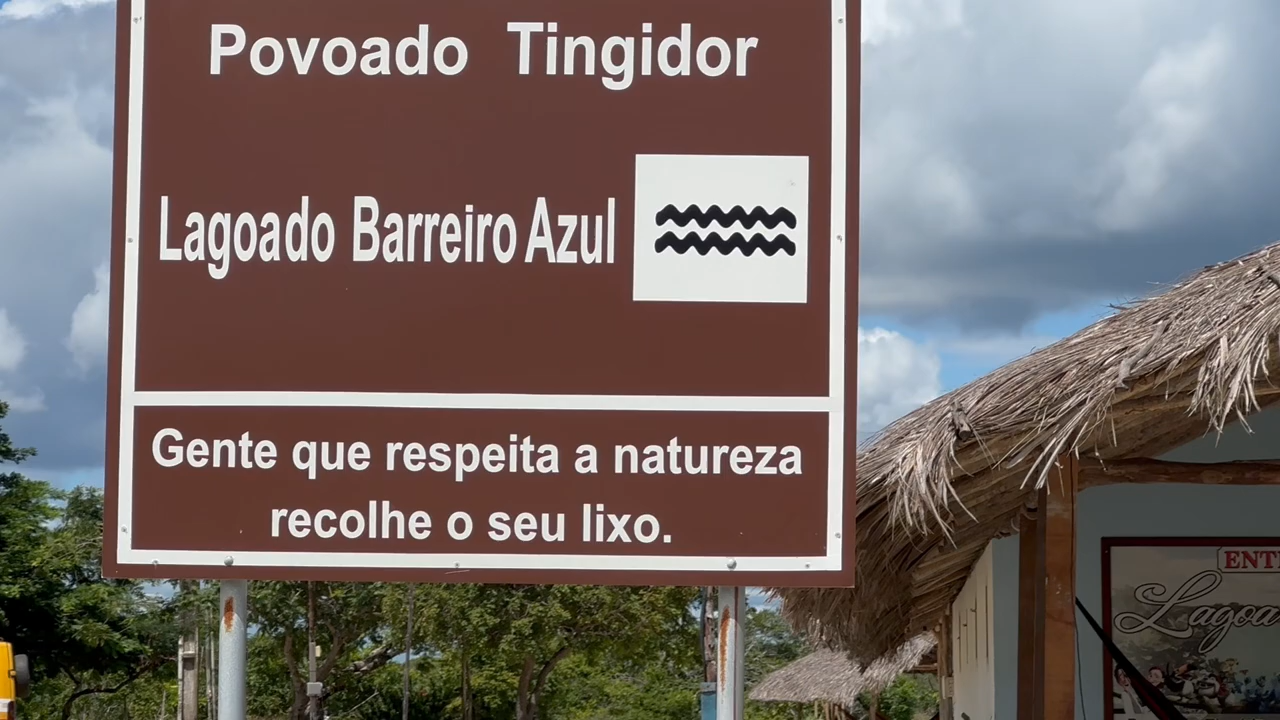 Povoado Tingidor
Lagoa do Barreiro Azul
Gente que respeita a natureza
recolhe o seu lixo.